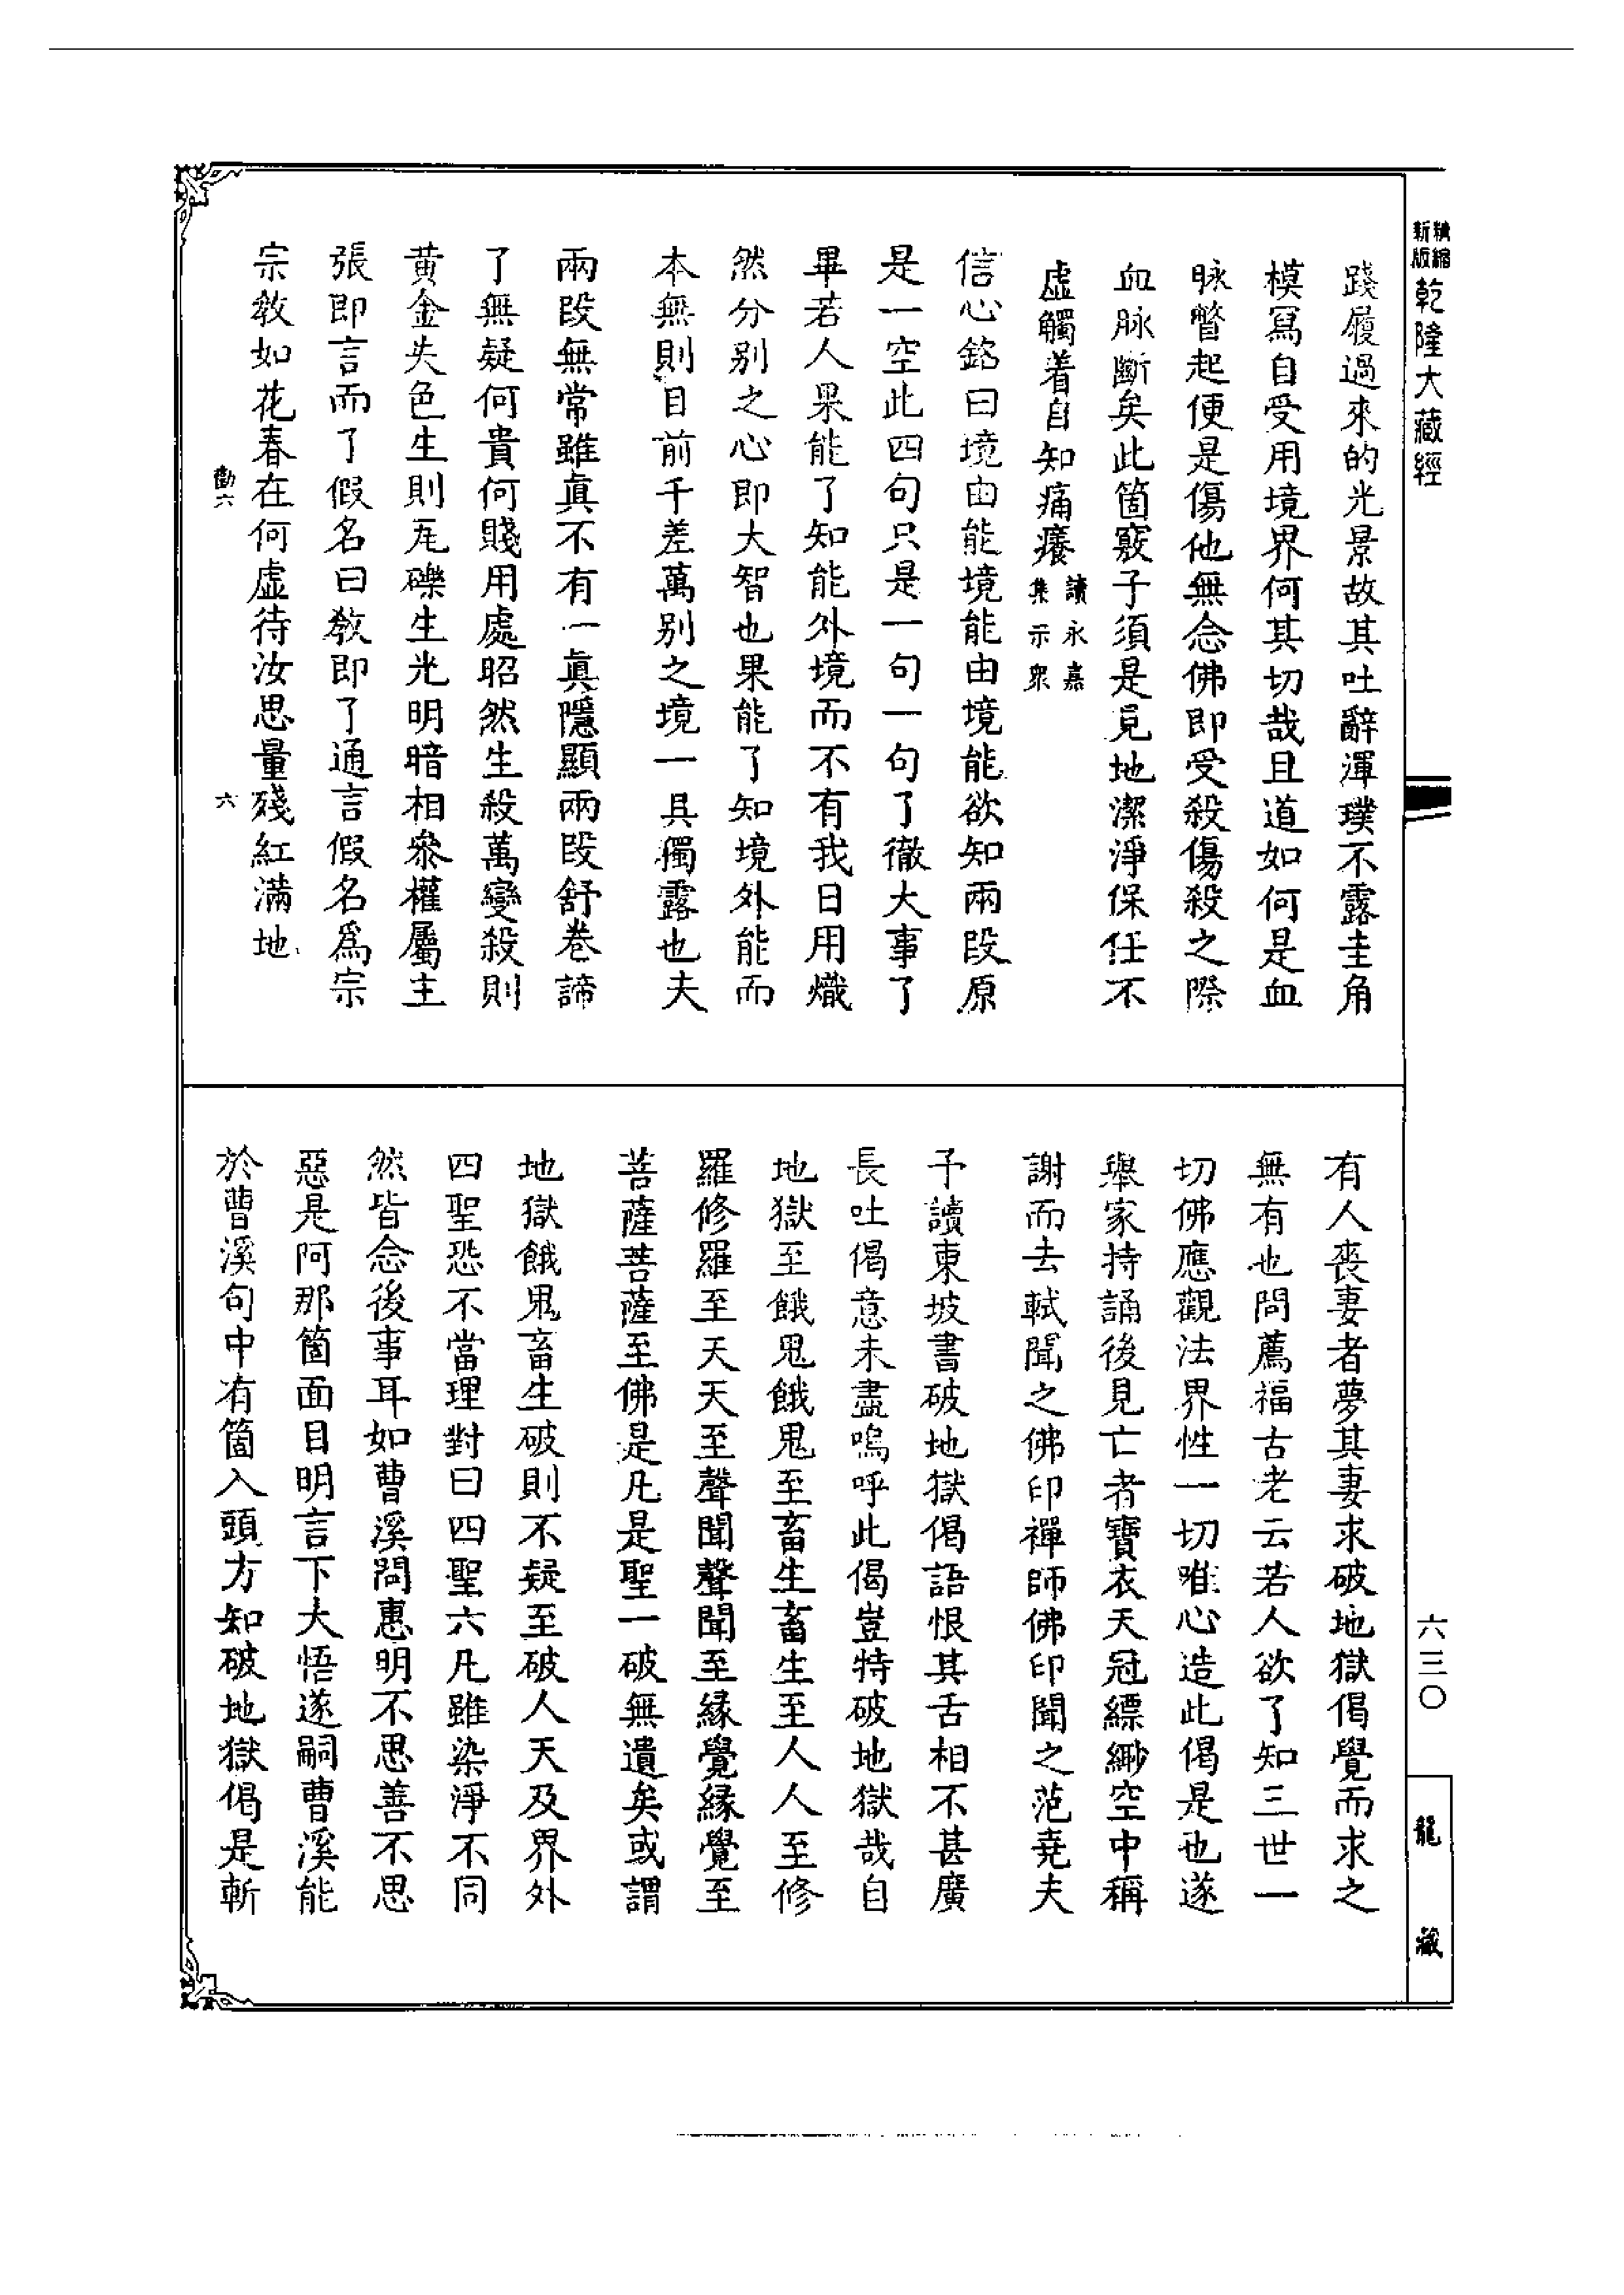 精縮
新版
乾隆大藏經
踐履過來的光景故其吐辭渾璞不露圭角
模寫自受用境界何其切哉且道如何是血
脉瞥起便是傷他無念佛即受殺傷殺之際
血脉斷矣此箇竅子須是見地潔淨保任不
虛觸着自知痛癢
讀永嘉
集示衆
信心銘曰境由能境能由境能欲知兩段原
是一空此四句只是一句一句了徹大事了
畢若人果能了知能外境而不有我日用熾
然分别之心即大智也果能了知境外能而
本無則目前千差萬别之境一具獨露也夫
兩段無常雖真不有一真隱顯兩段舒卷諦
了無疑何貴何賤用處昭然生殺萬變殺則
黃金失色生則瓦礫生光明暗相參權屬主
張即言而了假名曰教即了通言假名爲宗
宗教如花春在何虛待汝思量殘紅滿地
勸六
六
有人喪妻者夢其妻求破地獄偈覺而求之
無有也問薦福古老云若人欲了知三世一
切佛應觀法界性一切唯心造此偈是也遂
舉家持誦後見亡者寶衣天冠縹緲空中稱
謝而去軾聞之佛印禪師佛印聞之范堯夫
予讀東坡書破地獄偈語恨其舌相不甚廣
長吐偈意未盡嗚呼此偈豈特破地獄哉自
地獄至餓鬼餓鬼至畜生畜生至人人至修
羅修羅至天天至聲聞聲聞至緣覺緣覺至
菩薩菩薩至佛是凡是聖一破無遺矣或謂
地獄餓鬼畜生破則不疑至破人天及界外
四聖恐不當理對曰四聖六凡雖染淨不同
然皆念後事耳如曹溪問惠明不思善不思
惡是阿那箇面目明言下大悟遂嗣曹溪能
於曹溪句中有箇入頭方知破地獄偈是斬
六三〇
龍藏